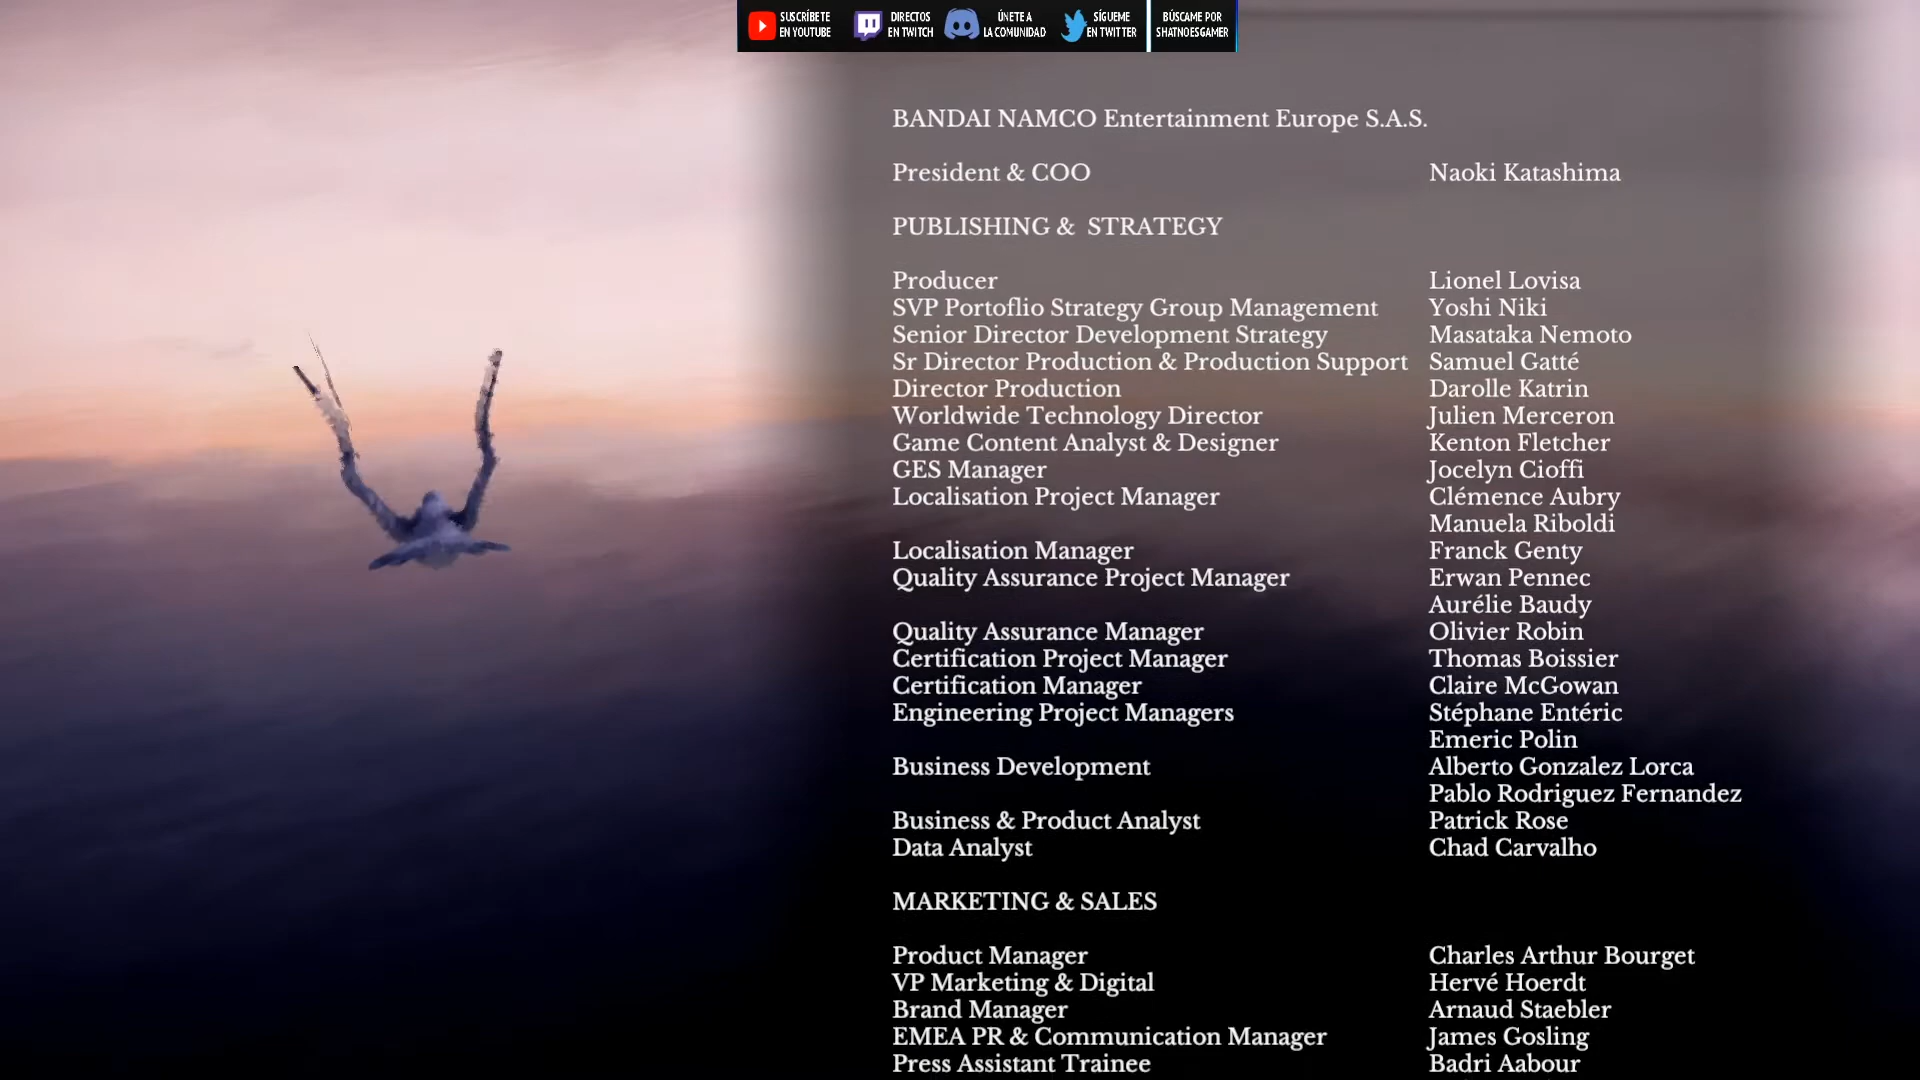 SUSCRÍBETE EN YOUTUBE
DIRECTOS EN TWITCH
ÚNETE A LA COMUNIDAD
SÍGUEME EN TWITTER
BÚSCAME POR SHATNOESGAMER
BANDAI NAMCO Entertainment Europe S.A.S.
President & COO Naoki Katashima
PUBLISHING & STRATEGY
Producer Lionel Lovisa
SVP Portoflio Strategy Group Management Yoshi Niki
Senior Director Development Strategy Masataka Nemoto
Sr Director Production & Production Support Samuel Gatté
Director Production Darolle Katrin
Worldwide Technology Director Julien Merceron
Game Content Analyst & Designer Kenton Fletcher
GES Manager Jocelyn Cioffi
Localisation Project Manager Clémence Aubry
Manuela Riboldi
Localisation Manager Franck Genty
Quality Assurance Project Manager Erwan Pennec
Aurélie Baudy
Quality Assurance Manager Olivier Robin
Certification Project Manager Thomas Boissier
Certification Manager Claire McGowan
Engineering Project Managers Stéphane Entéric
Emeric Polin
Business Development Alberto Gonzalez Lorca
Pablo Rodriguez Fernandez
Business & Product Analyst Patrick Rose
Data Analyst Chad Carvalho
MARKETING & SALES
Product Manager Charles Arthur Bourget
VP Marketing & Digital Hervé Hoerdt
Brand Manager Arnaud Staebler
EMEA PR & Communication Manager James Gosling
Press Assistant Trainee Badri Aabour